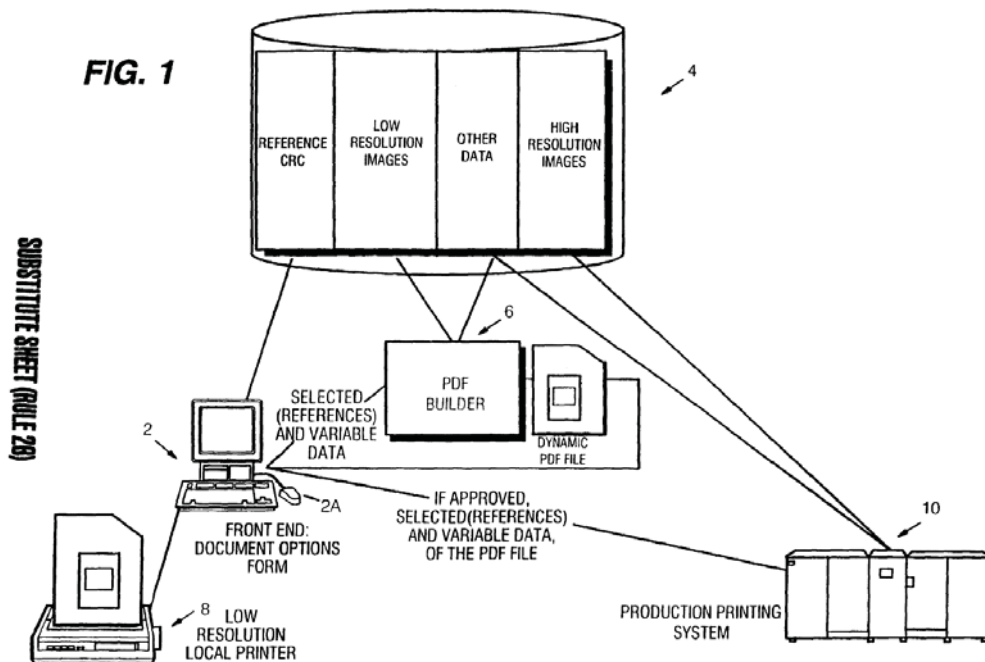 FIG. 1
4
REFERENCE
CRC
LOW
RESOLUTION
IMAGES
OTHER
DATA
HIGH
RESOLUTION
IMAGES
SUBSTITUTE SHEET (RULE 2B)
6
PDF
BUILDER
DYNAMIC
PDF FILE
SELECTED
(REFERENCES)
AND VARIABLE
DATA
2
2A
FRONT END:
DOCUMENT OPTIONS
FORM
IF APPROVED,
SELECTED(REFERENCES)
AND VARIABLE DATA,
OF THE PDF FILE
10
PRODUCTION PRINTING
SYSTEM
8
LOW
RESOLUTION
LOCAL PRINTER